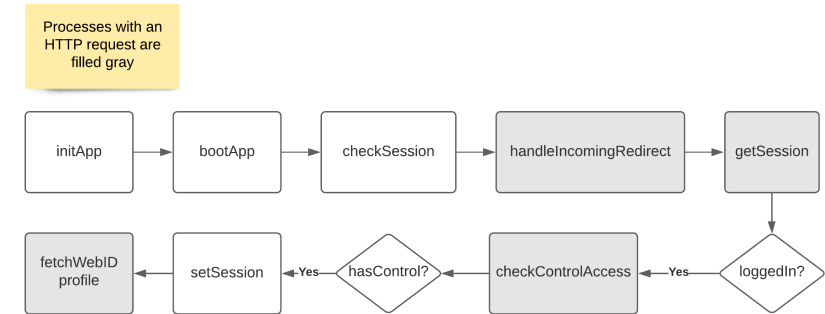 Processes with an
HTTP request are
filled gray
initApp
bootApp
checkSession
handleIncomingRedirect
getSession
fetchWebID
profile
setSession
Yes
hasControl?
checkControlAccess
Yes
loggedIn?